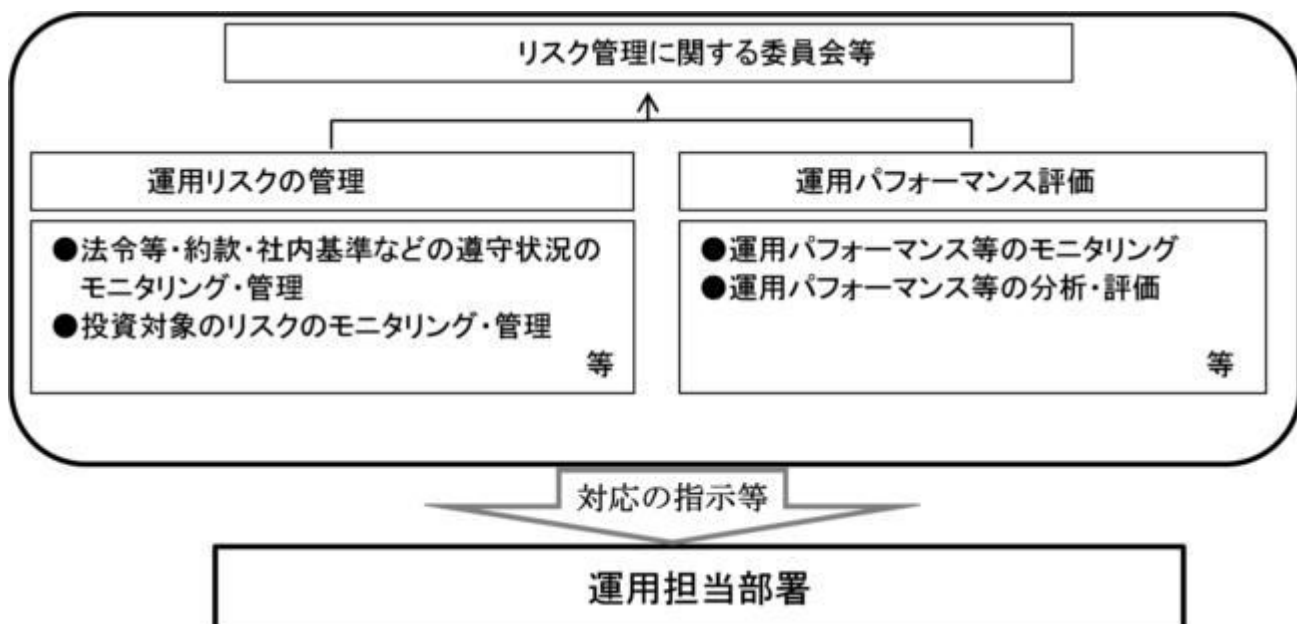 リスク管理に関する委員会等
運用リスクの管理
●法令等・約款・社内基準などの遵守状況の
モニタリング・管理
●投資対象のリスクのモニタリング・管理
等
運用パフォーマンス評価
●運用パフォーマンス等のモニタリング
●運用パフォーマンス等の分析・評価
等
対応の指示等
運用担当部署